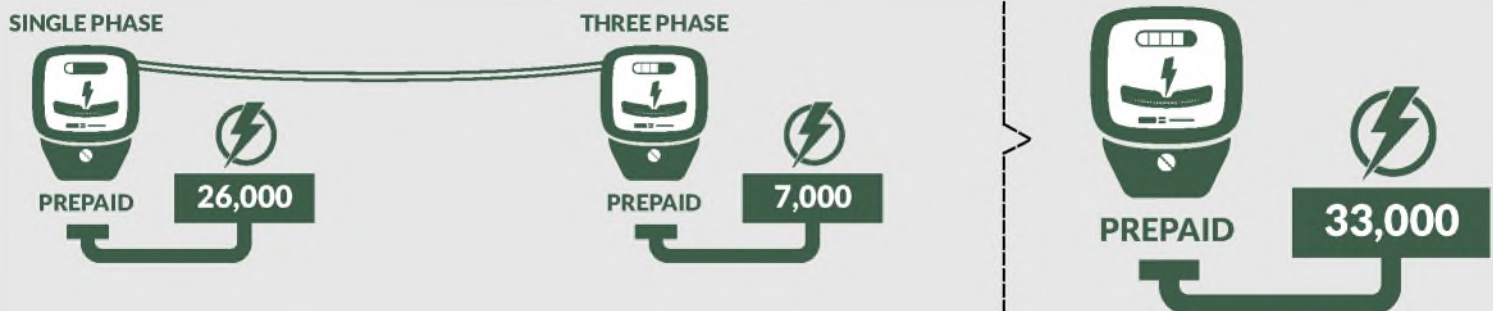 SINGLE PHASE
THREE PHASE
PREPAID
26,000
PREPAID
7,000
PREPAID
33,000